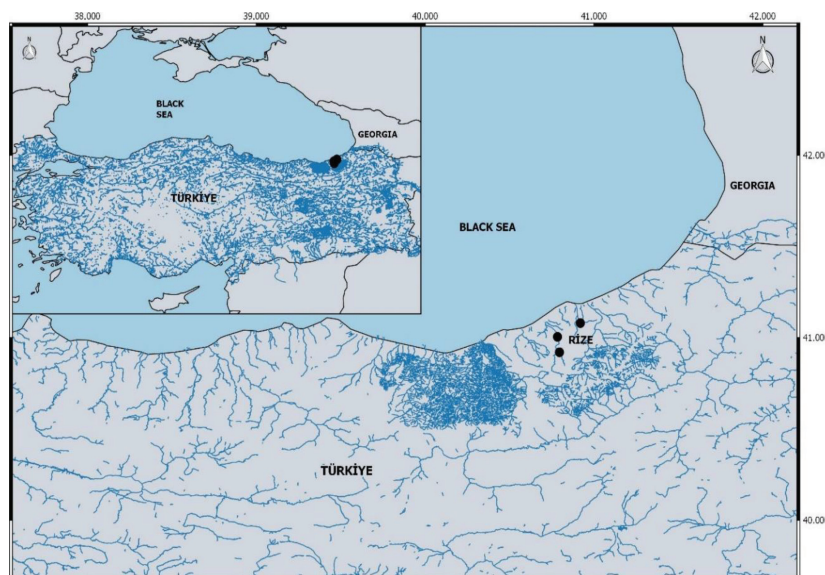 38.000 39.000 40.000 41.000 42.000
N
N
BLACK
SEA
GEORGIA
TÜRKİYE
42.00
GEORGIA
BLACK SEA
41.00
RİZE
TÜRKİYE
40.00